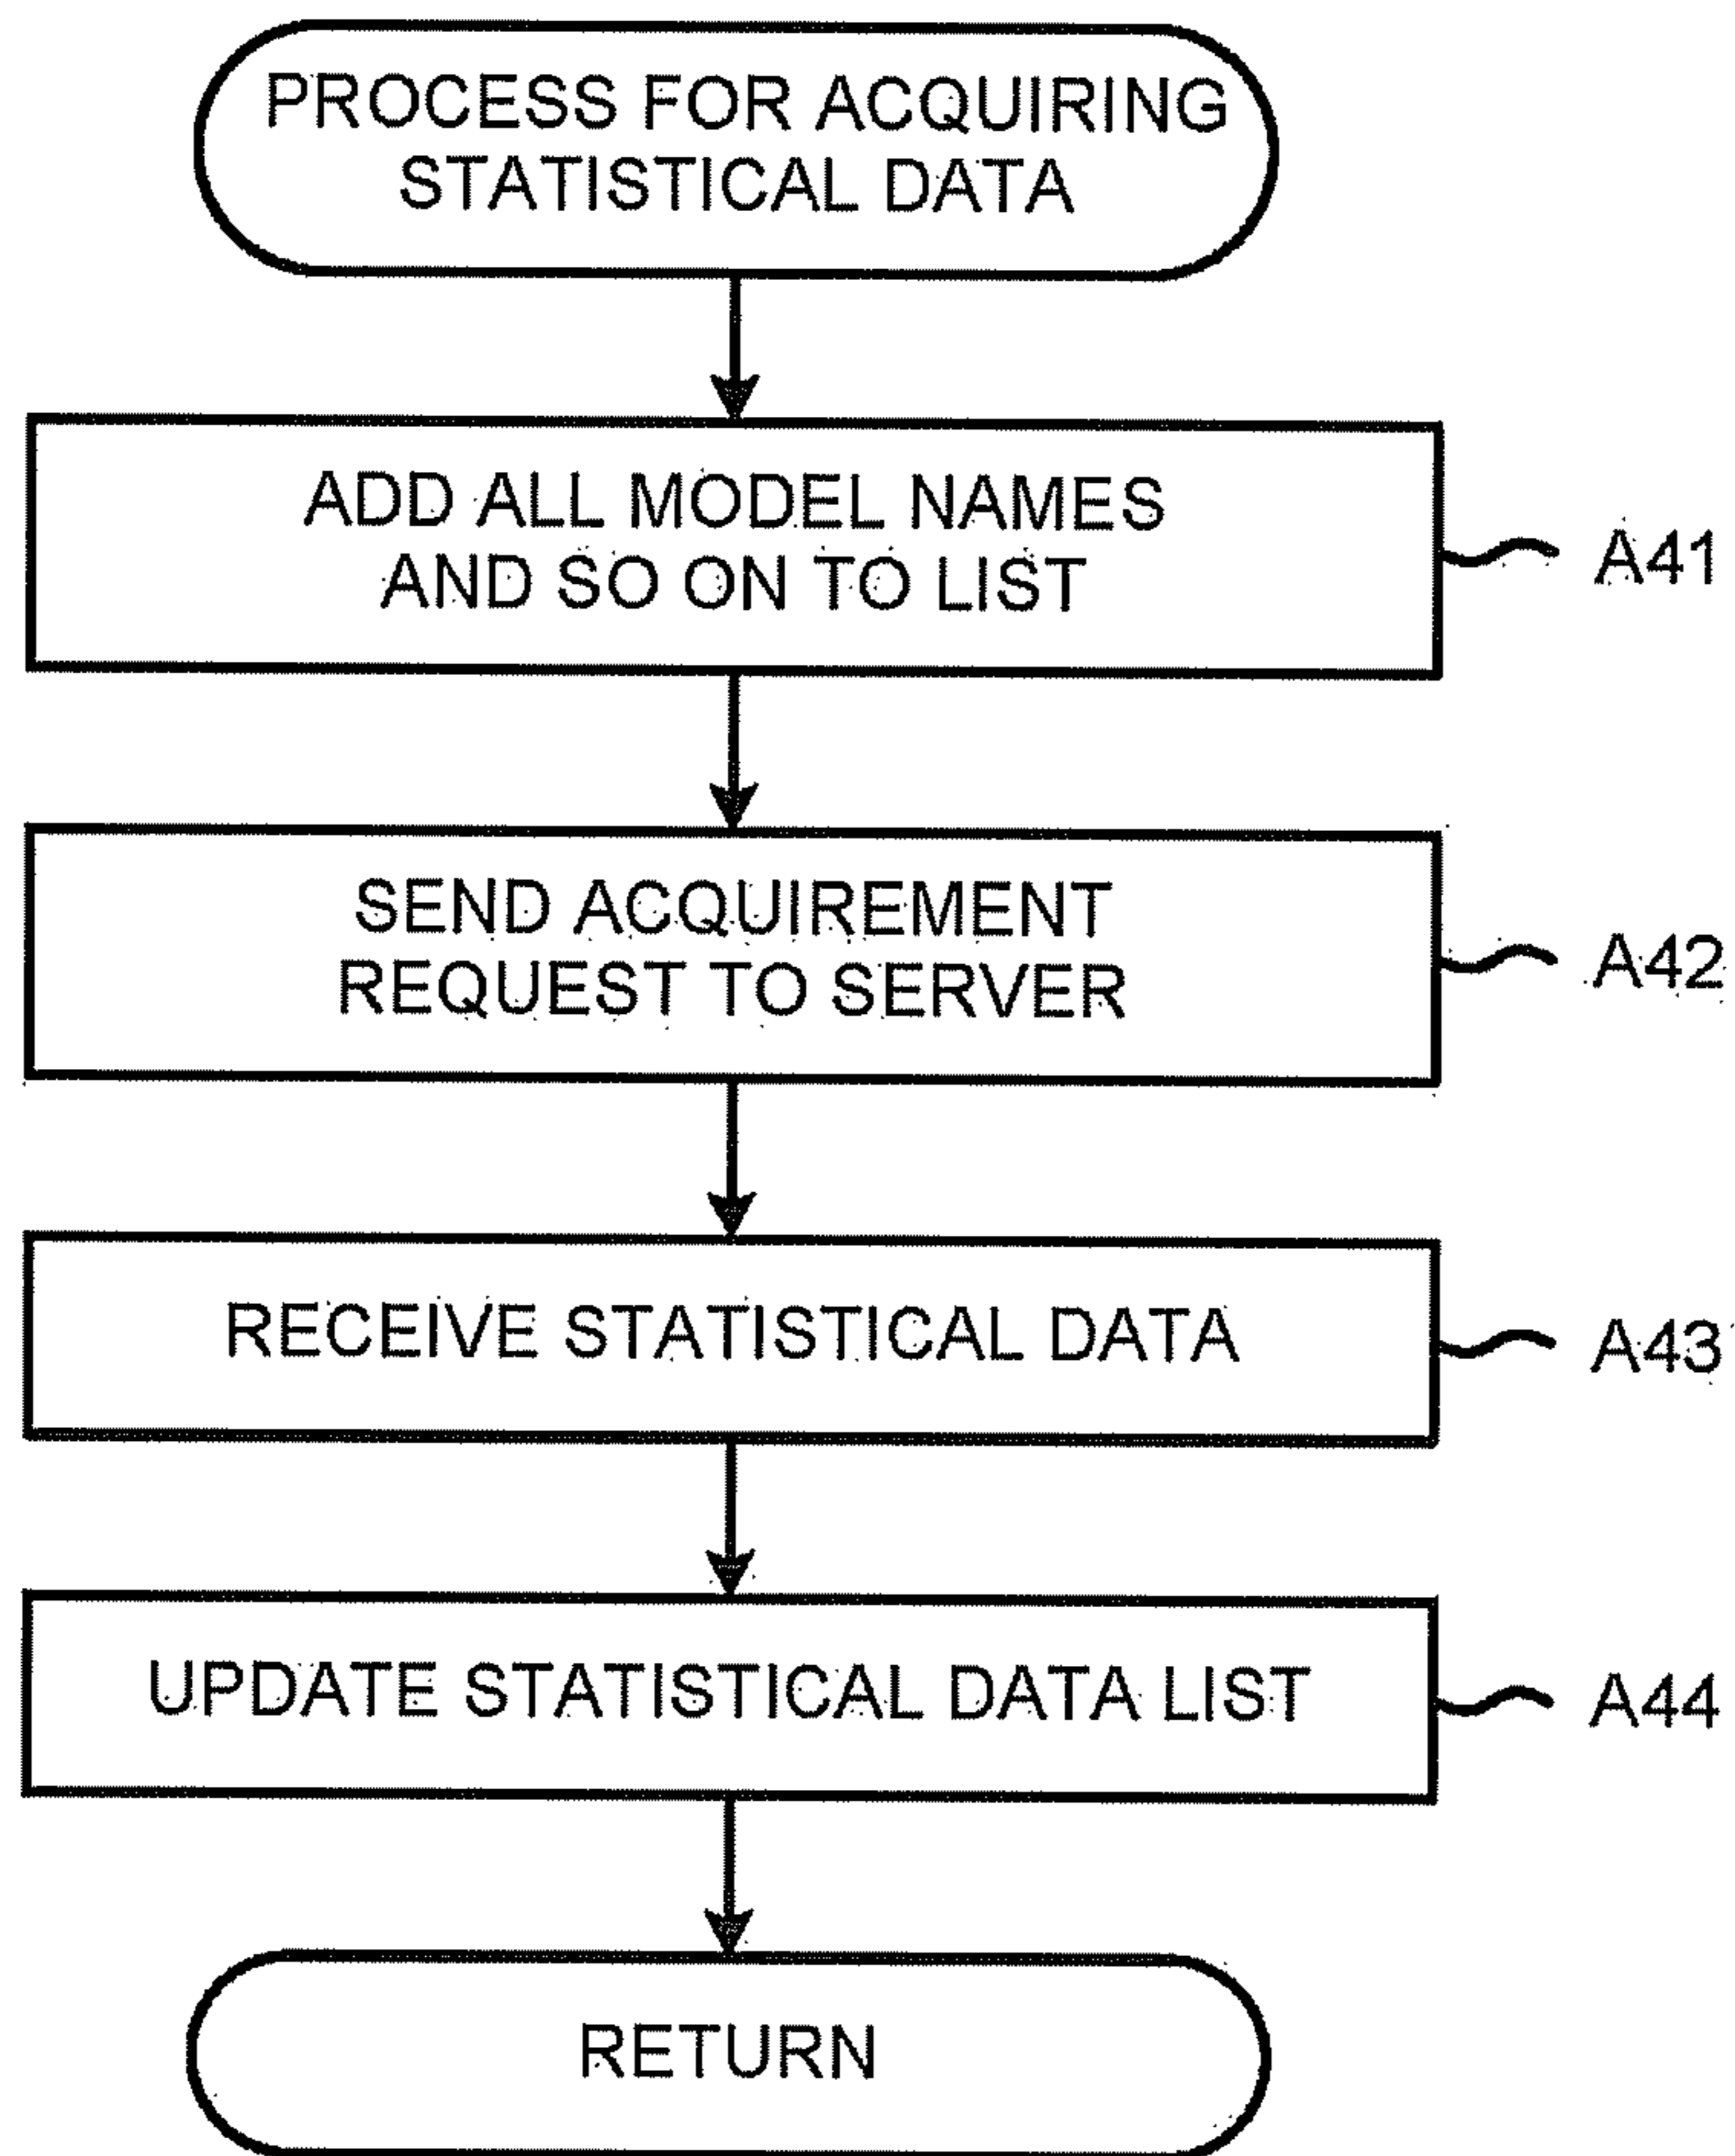 PROCESS FOR ACQUIRING
STATISTICAL DATA
ADD ALL MODEL NAMES
AND SO ON TO LIST
A41
SEND ACQUIREMENT
REQUEST TO SERVER
A42
RECEIVE STATISTICAL DATA
A43
UPDATE STATISTICAL DATA LIST
A44
RETURN